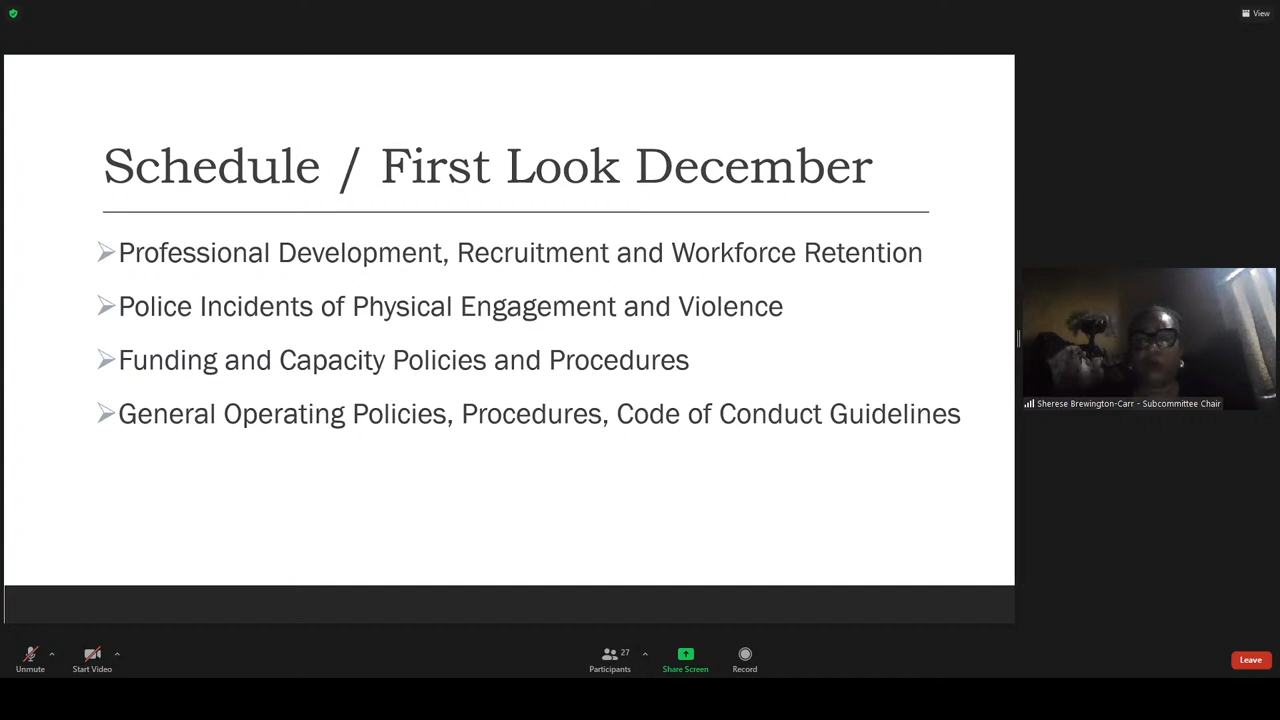 View
Schedule / First Look December
Professional Development, Recruitment and Workforce Retention
Police Incidents of Physical Engagement and Violence
Funding and Capacity Policies and Procedures
General Operating Policies, Procedures, Code of Conduct Guidelines
Sherese Brewington-Carr - Subcommittee Chair
Unmute
Start Video
27
Participants
Share Screen
Record
Leave